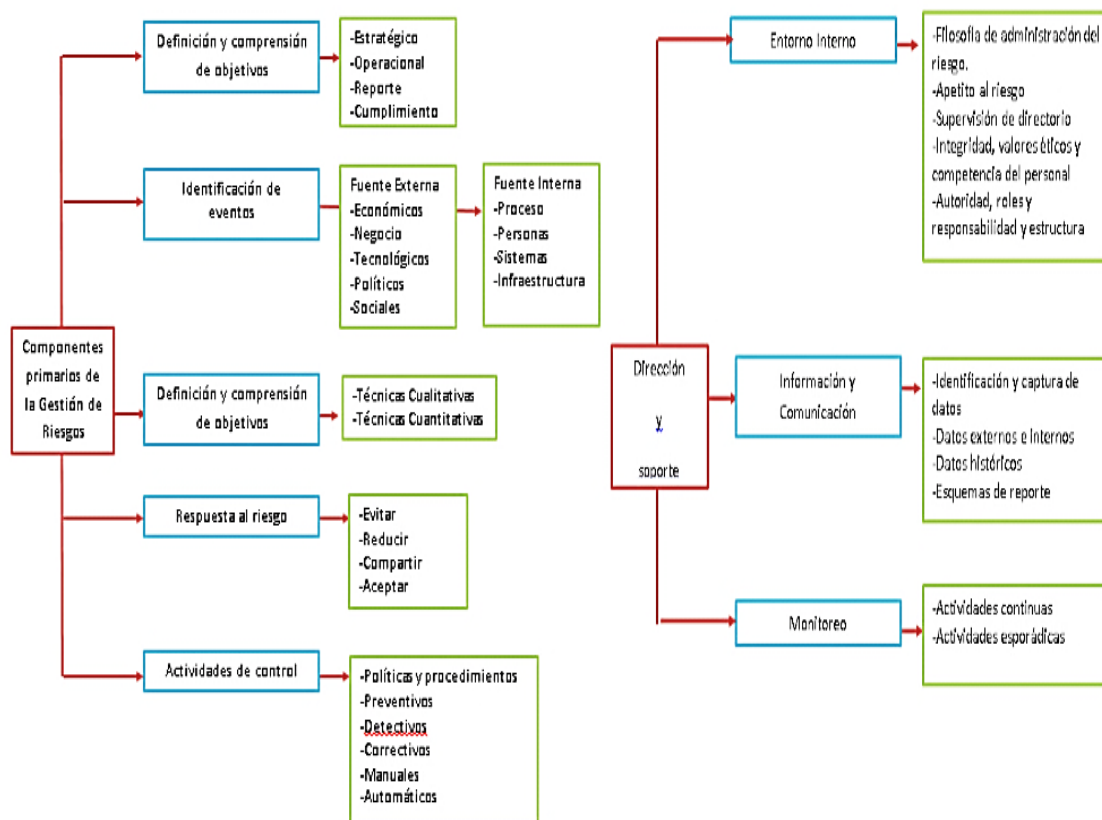 Componentes
primarios de
la Gestión de
Riesgos
Definición y comprensión
de objetivos
-Estratégico
-Operacional
-Reporte
-Cumplimiento
Identificación de
eventos
Fuente Externa
-Económicos
-Negocio
-Tecnológicos
-Políticos
-Sociales
Fuente Interna
-Proceso
-Personas
-Sistemas
-Infraestructura
Definición y comprensión
de objetivos
-Técnicas Cualitativas
-Técnicas Cuantitativas
Respuesta al riesgo
-Evitar
-Reducir
-Compartir
-Aceptar
Actividades de control
-Políticas y procedimientos
-Preventivos
-Detectivos
-Correctivos
-Manuales
-Automáticos
Dirección
y
soporte
Entorno Interno
-Filosofía de administración del
riesgo.
-Apetito al riesgo
-Supervisión de directorio
-Integridad, valores éticos y
competencia del personal
-Autoridad, roles y
responsabilidad y estructura
Información y
Comunicación
-Identificación y captura de
datos
-Datos externos e Internos
-Datos históricos
-Esquemas de reporte
Monitoreo
-Actividades continuas
-Actividades esporádicas